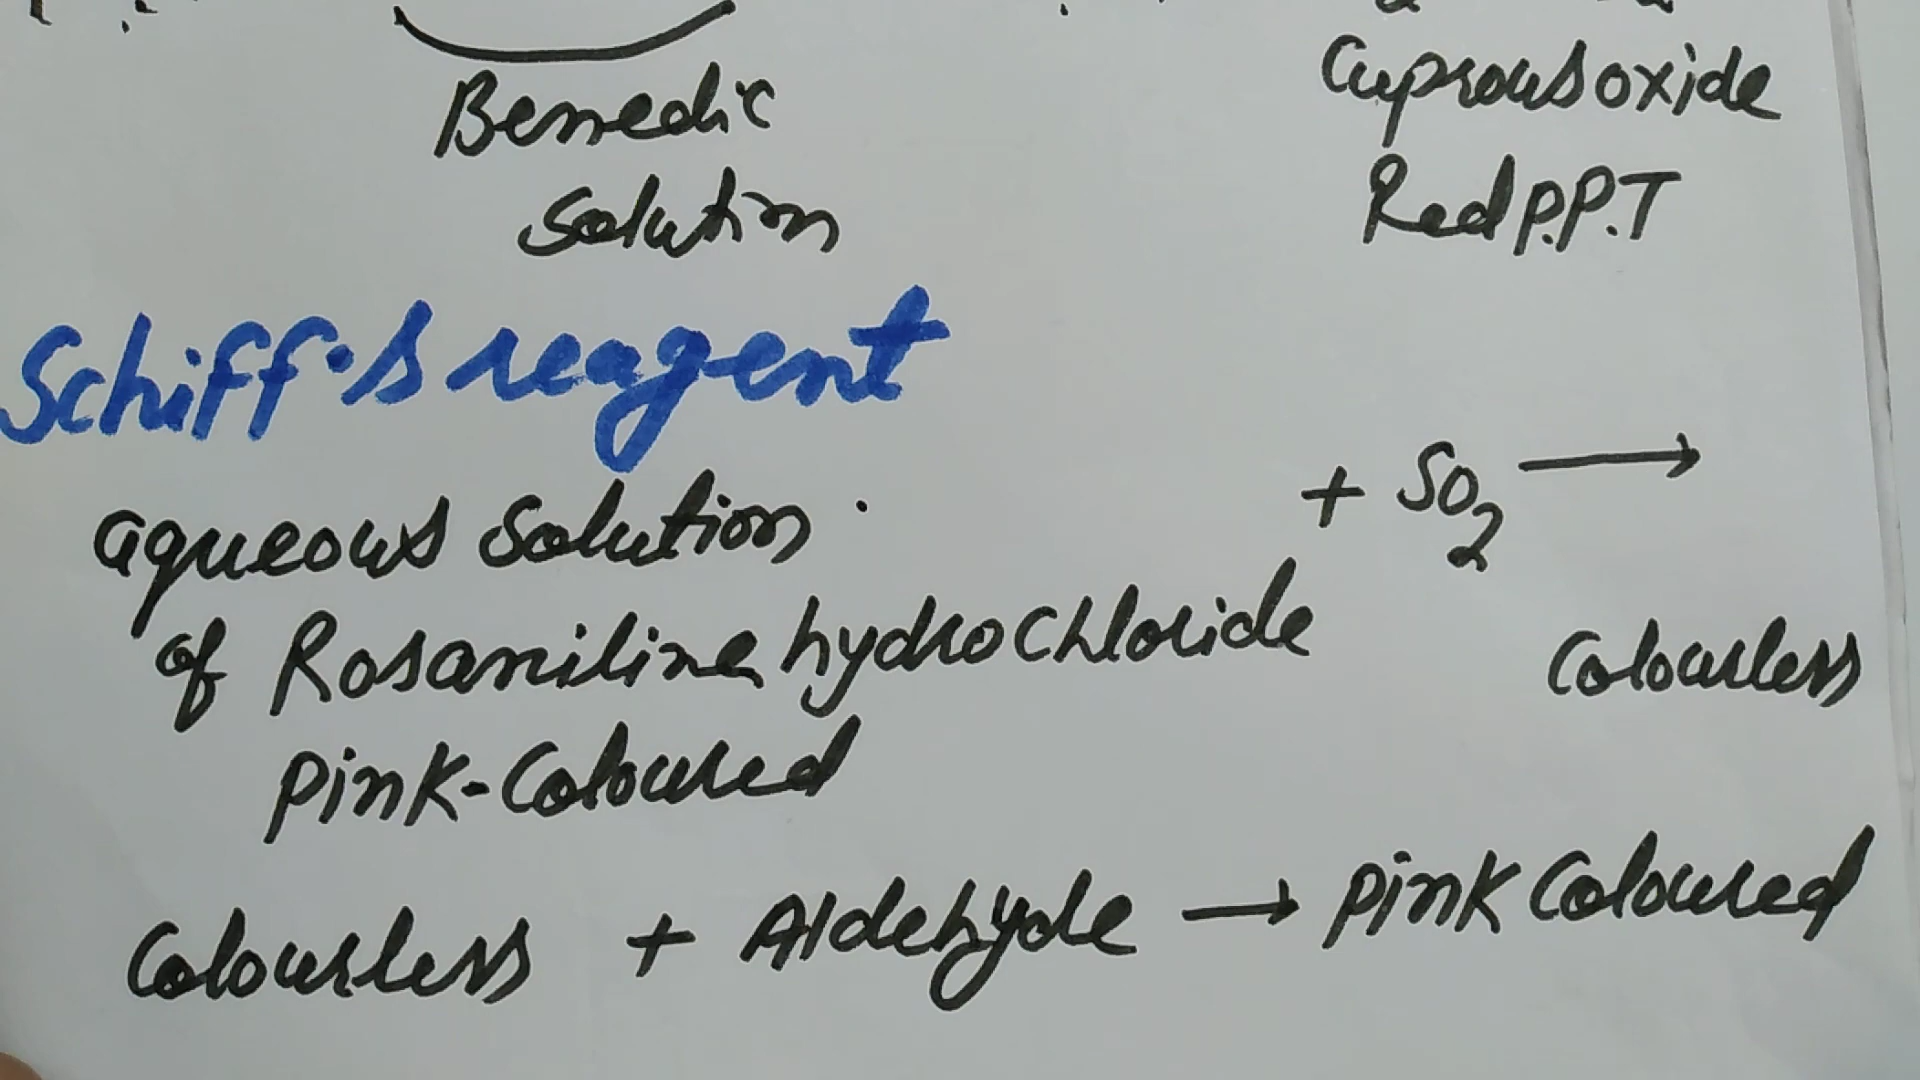 Benedic
solution
Cuprous oxide
Red P.P.T
Schiff's reagent
aqueous solution
+ SO2 →
of Rosaniline hydrochloride
Colourless
Pink-Coloured
Colourless + Aldehyde → Pink Coloured